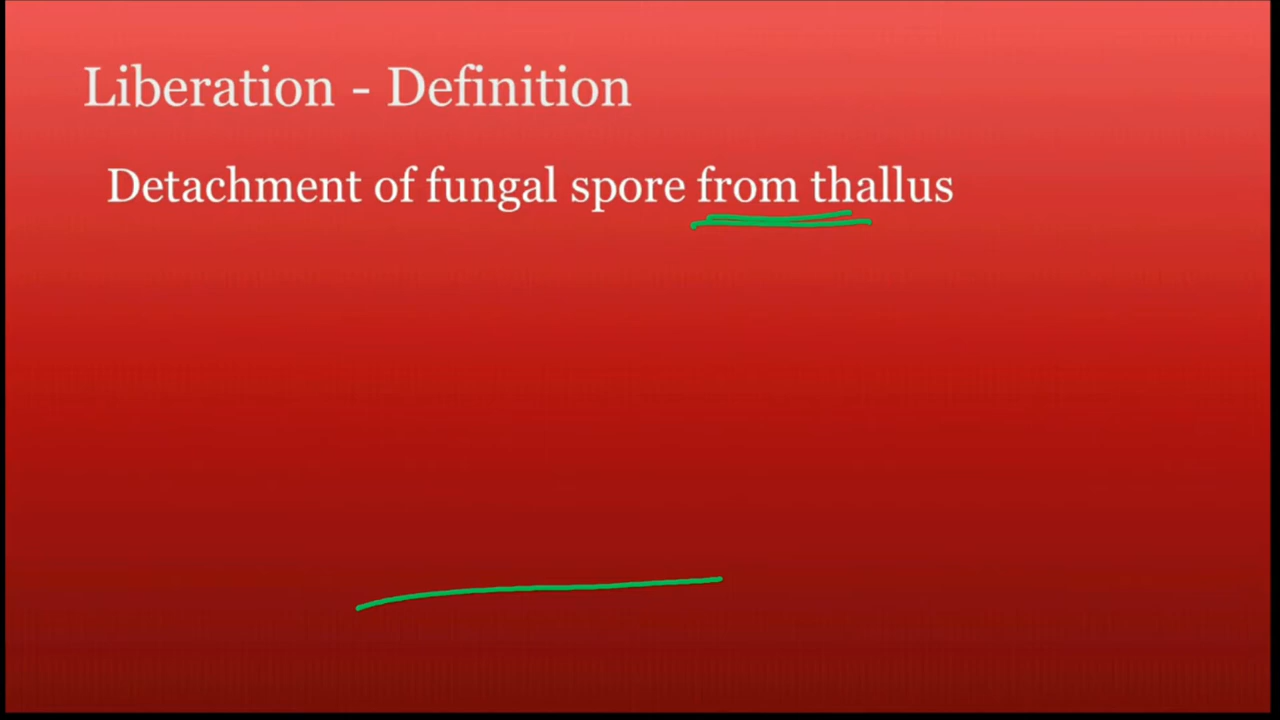 Liberation - Definition
Detachment of fungal spore from thallus